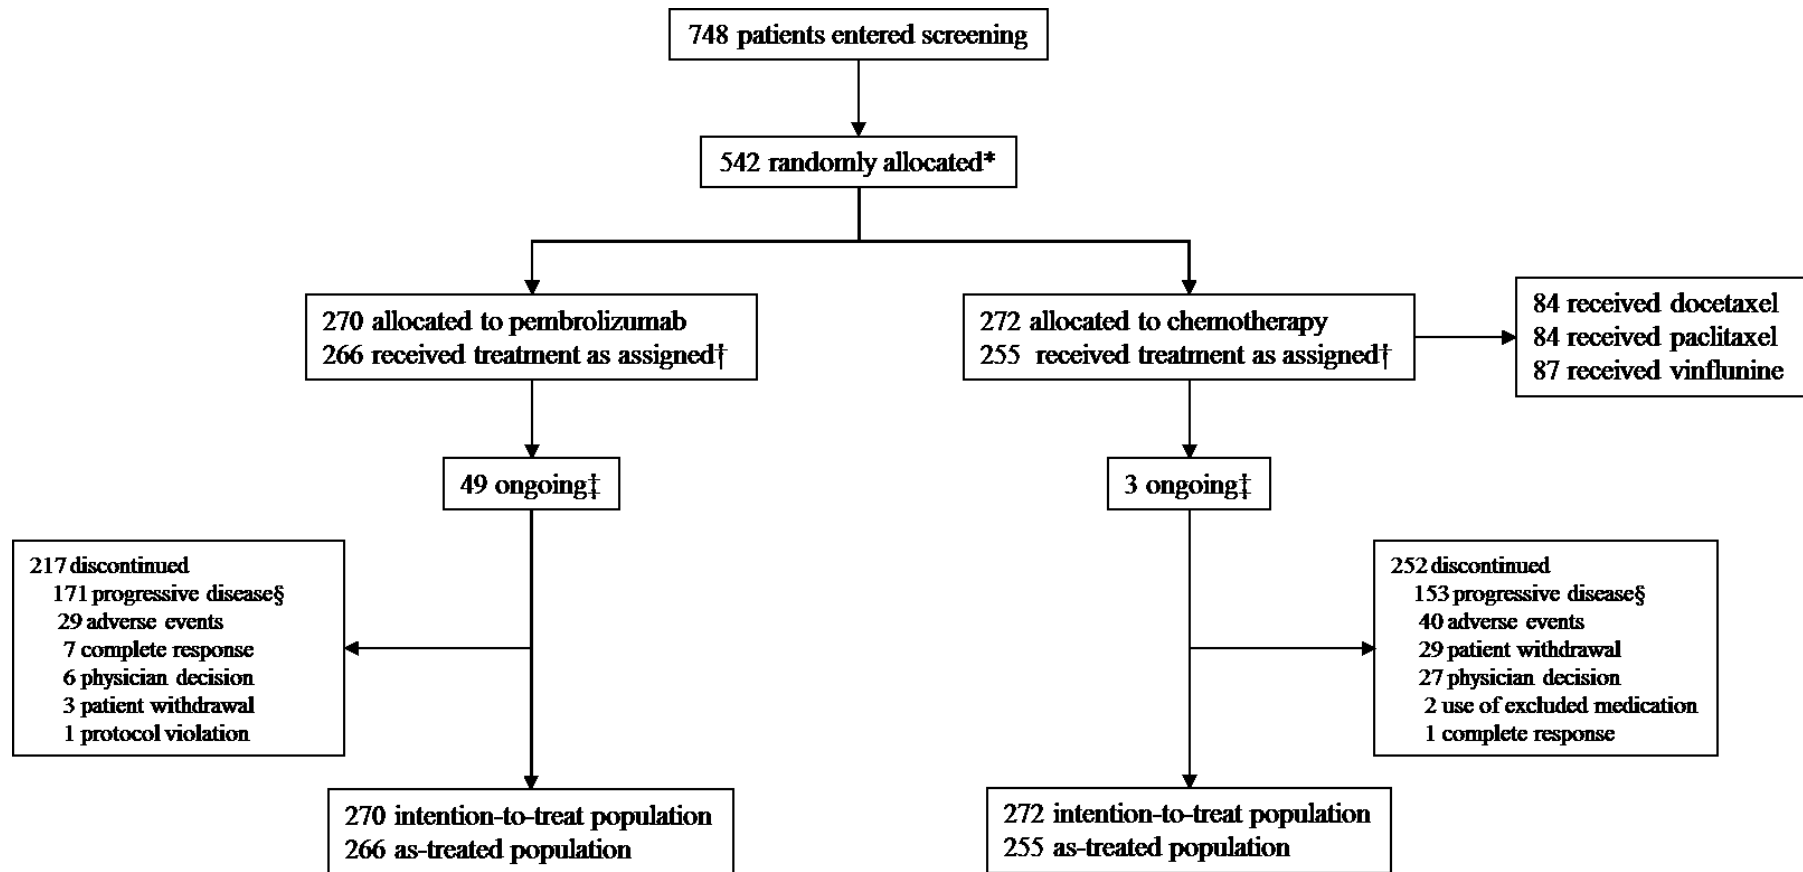 748 patients entered screening
542 randomly allocated*
270 allocated to pembrolizumab
266 received treatment as assigned†
272 allocated to chemotherapy
255 received treatment as assigned†
84 received docetaxel
84 received paclitaxel
87 received vinflunine
49 ongoing‡
3 ongoing‡
217 discontinued
171 progressive disease§
29 adverse events
7 complete response
6 physician decision
3 patient withdrawal
1 protocol violation
252 discontinued
153 progressive disease§
40 adverse events
29 patient withdrawal
27 physician decision
2 use of excluded medication
1 complete response
270 intention-to-treat population
266 as-treated population
272 intention-to-treat population
255 as-treated population